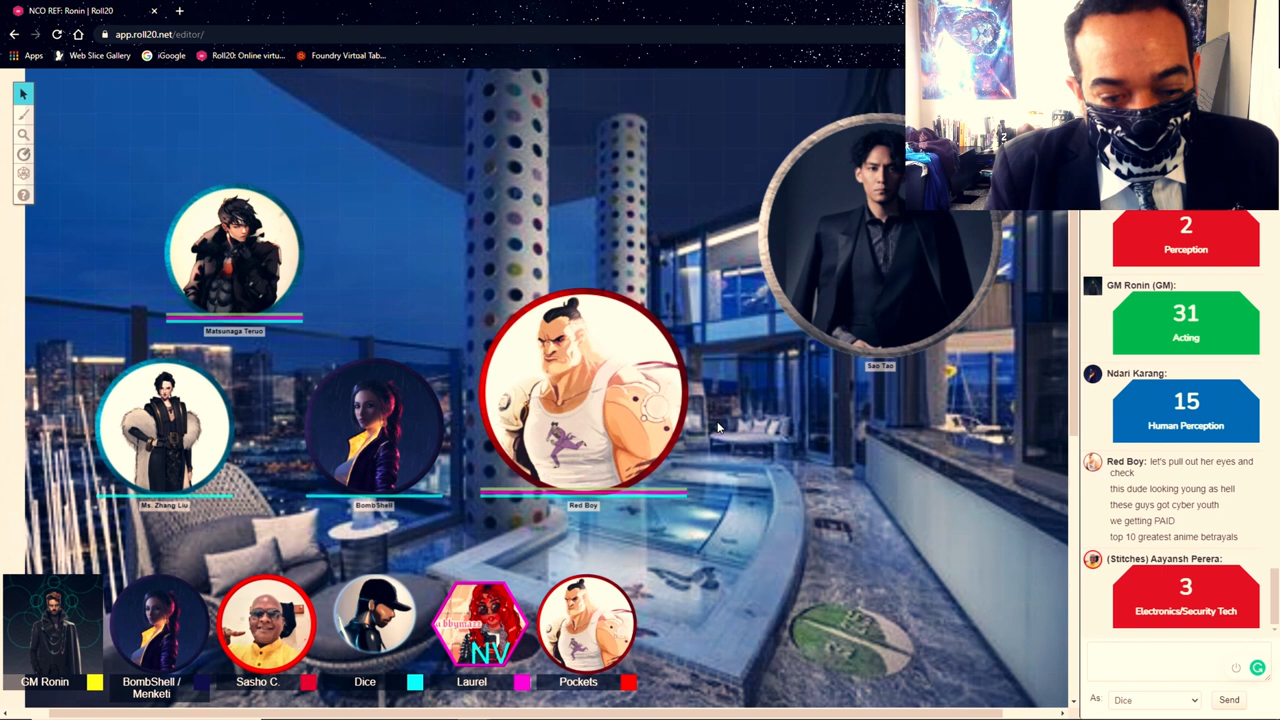 NCO REF: Ronin | Roll20
app.roll20.net/editor/
Apps
Web Slice Gallery
iGoogle
Roll20: Online virtu...
Foundry Virtual Tab...
Matsunaga Teruo
Ms. Zhang Liu
BombShell
Red Boy
Sao Tao
2
Perception
GM Ronin (GM):
31
Acting
Ndari Karang:
15
Human Perception
Red Boy: let's pull out her eyes and
check
this dude looking young as hell
these guys got cyber youth
we getting PAID
top 10 greatest anime betrayals
(Stitches) Aayansh Perera:
3
Electronics/Security Tech
NV
GM Ronin
BombShell /
Menketi
Sasho C.
Dice
Laurel
Pockets
As:
Dice
Send